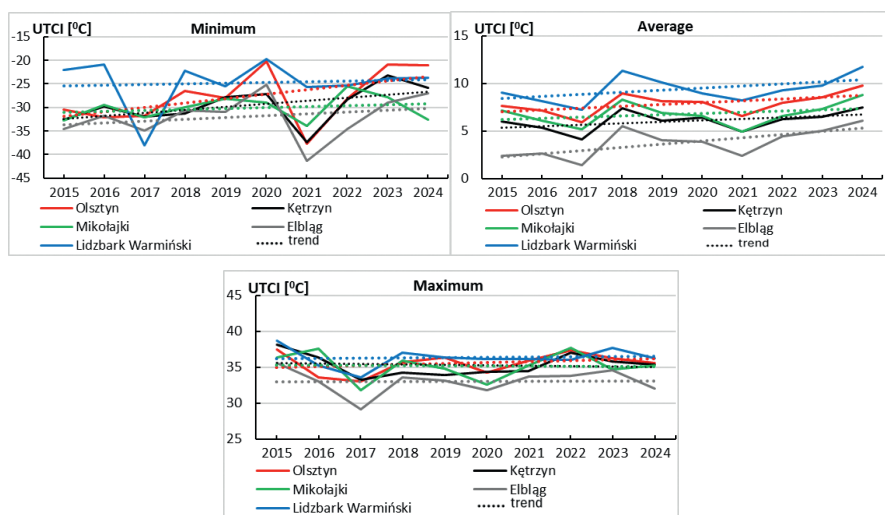 UTCI [⁰C]
Minimum
-15
-20
-25
-30
-35
-40
-45
2015 2016 2017 2018 2019 2020 2021 2022 2023 2024
Olsztyn Kętrzyn
Mikołajki Elbląg
Lidzbark Warmiński trend
UTCI [⁰C]
Average
15
10
5
0
2015 2016 2017 2018 2019 2020 2021 2022 2023 2024
Olsztyn Kętrzyn
Mikołajki Elbląg
Lidzbark Warmiński trend
UTCI [⁰C]
Maximum
45
40
35
30
25
2015 2016 2017 2018 2019 2020 2021 2022 2023 2024
Olsztyn Kętrzyn
Mikołajki Elbląg
Lidzbark Warmiński trend